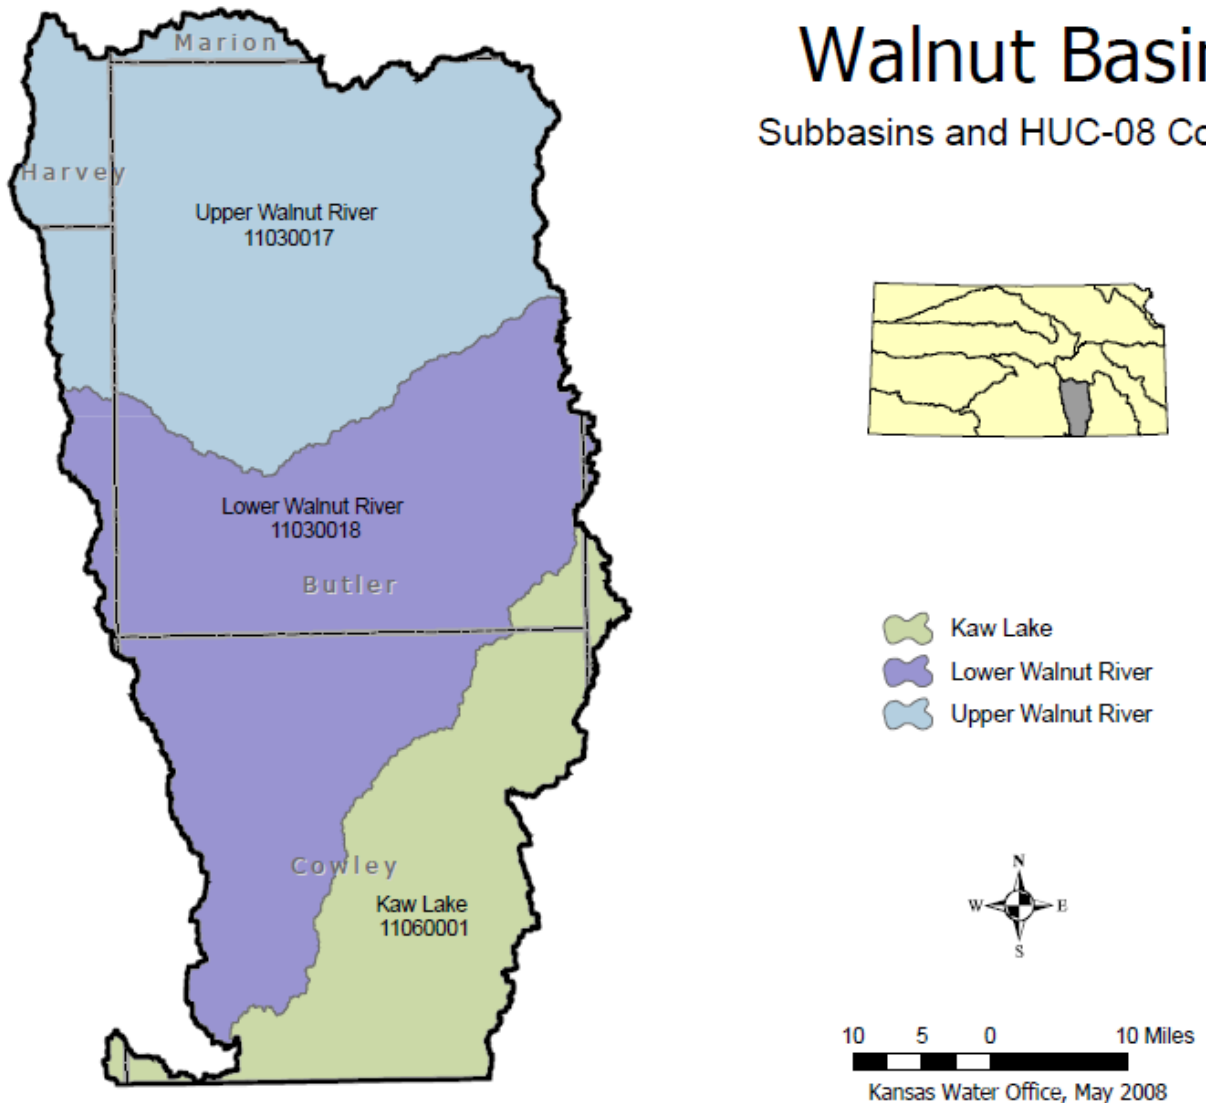 Walnut Basin
Subbasins and HUC-08 Co
Marion
Harvey
Upper Walnut River
11030017
Lower Walnut River
11030018
Butler
Cowley
Kaw Lake
11060001
Kaw Lake
Lower Walnut River
Upper Walnut River
N
W E
S
10 5 0 10 Miles
Kansas Water Office, May 2008